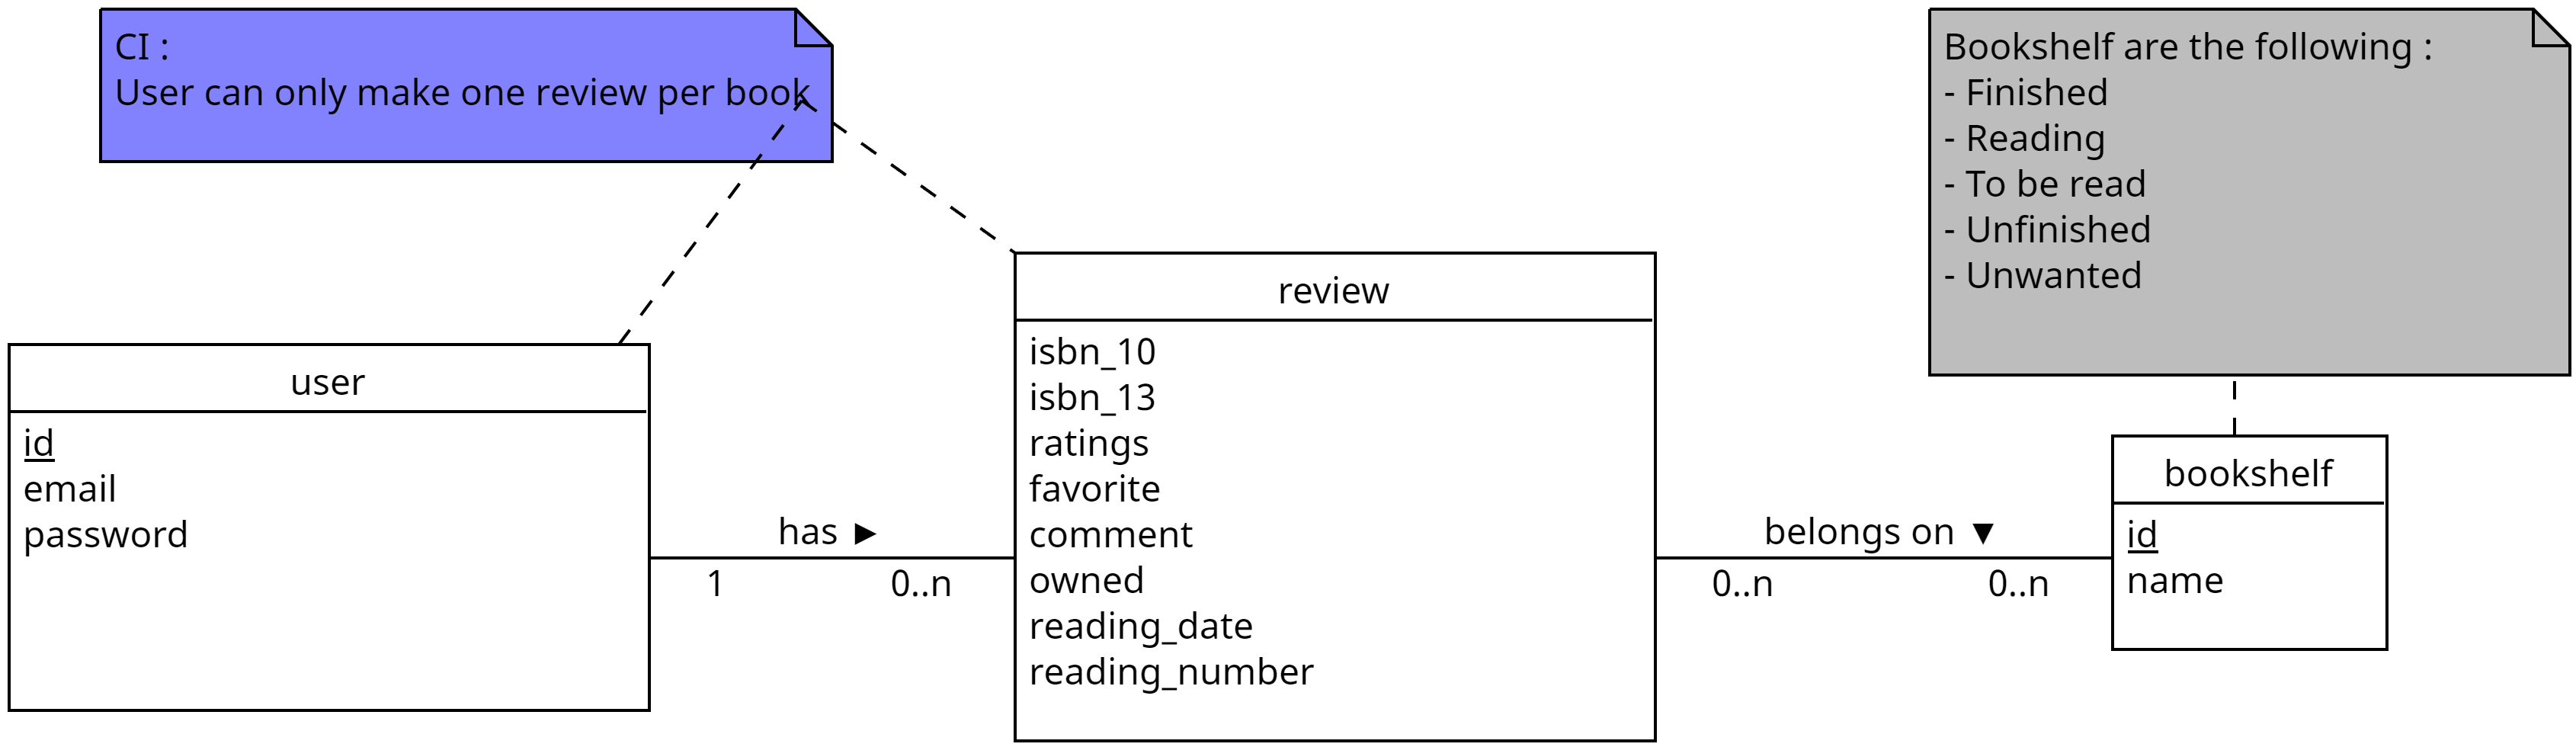 CI :
User can only make one review per book
Bookshelf are the following :
- Finished
- Reading
- To be read
- Unfinished
- Unwanted
user
id
email
password
has ►
1
0..n
review
isbn_10
isbn_13
ratings
favorite
comment
owned
reading_date
reading_number
belongs on ▼
0..n
0..n
bookshelf
id
name